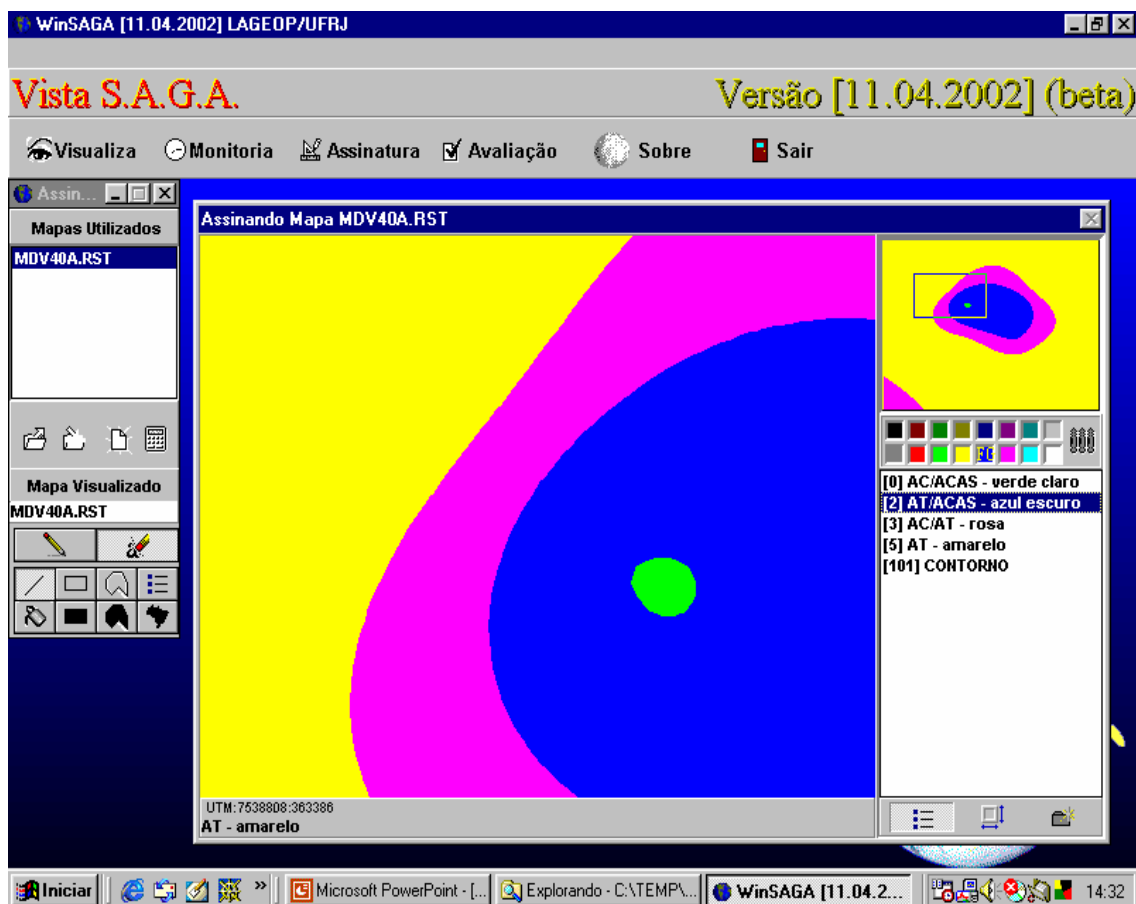 WinSAGA [11.04.2002] LAGEOP/UFRJ
Vista S.A.G.A.
Versão [11.04.2002] (beta)
Visualiza Monitoria Assinatura Avaliação Sobre Sair
Assin...
Mapas Utilizados
MDV40A.RST
Mapa Visualizado
MDV40A.RST
Assinando Mapa MDV40A.RST
[0] AC/ACAS - verde claro
[2] AT/ACAS - azul escuro
[3] AC/AT - rosa
[5] AT - amarelo
[101] CONTORNO
UTM:7538808:363386
AT - amarelo
Iniciar » Microsoft PowerPoint - [... Explorando - C:\TEMP\... WinSAGA [11.04.2... 14:32